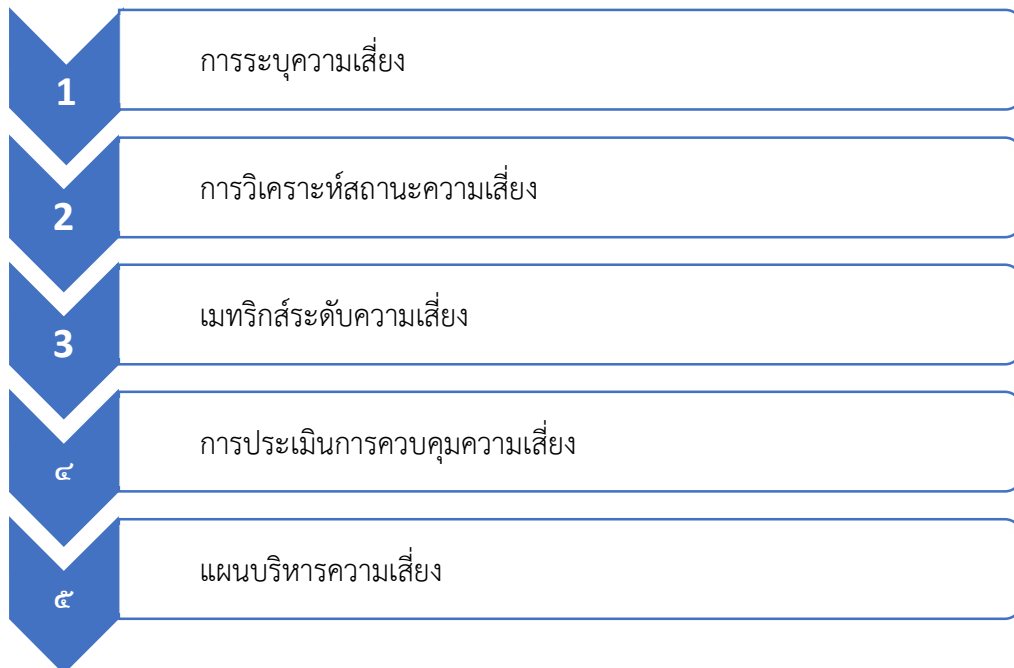 1
การระบุความเสี่ยง
2
การวิเคราะห์สถานะความเสี่ยง
3
เมทริกส์ระดับความเสี่ยง
๔
การประเมินการควบคุมความเสี่ยง
๕
แผนบริหารความเสี่ยง